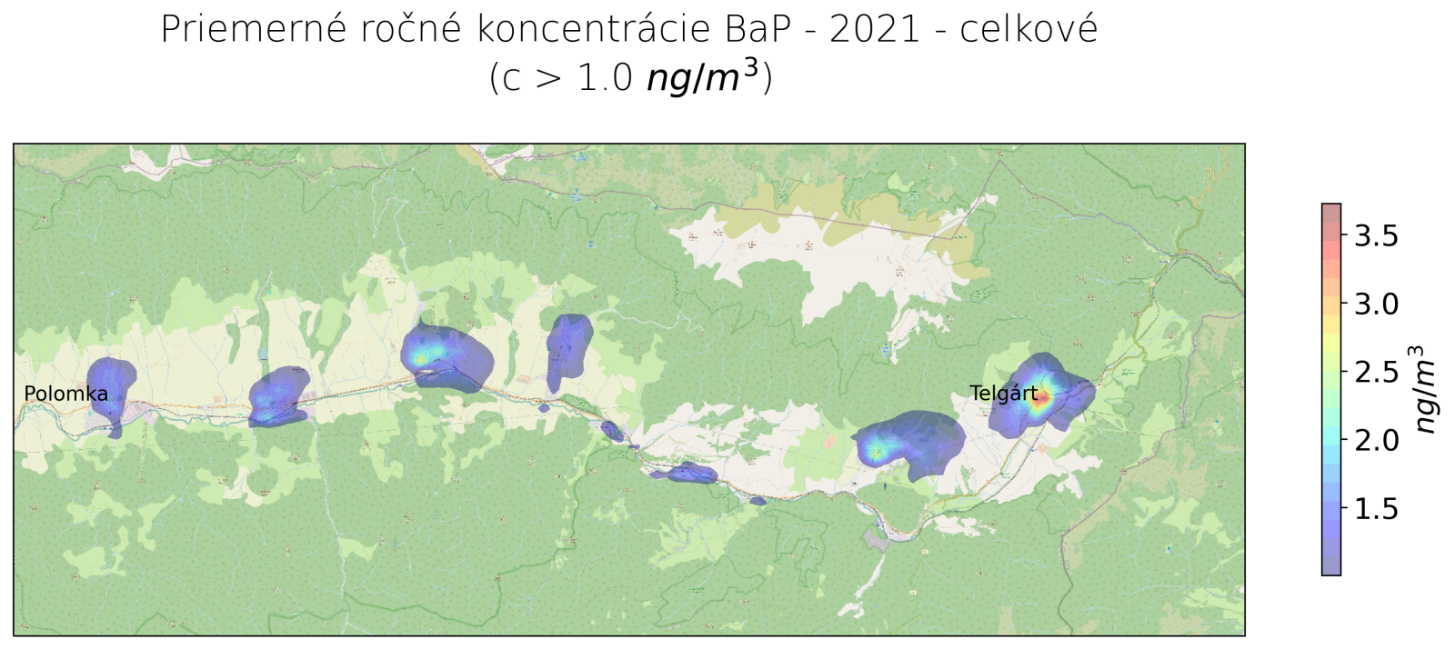 Priemerné ročné koncentrácie BaP - 2021 - celkové
(c > 1.0 ng/m³)
Polomka
Telgárt
3.5
3.0
2.5
2.0
1.5
ng/m³